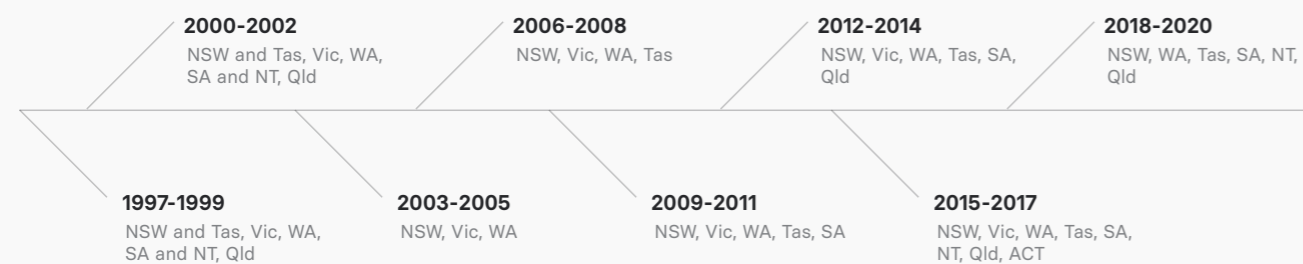 2000-2002
NSW and Tas, Vic, WA,
SA and NT, Qld
2006-2008
NSW, Vic, WA, Tas
2012-2014
NSW, Vic, WA, Tas, SA,
Qld
2018-2020
NSW, WA, Tas, SA, NT,
Qld
1997-1999
NSW and Tas, Vic, WA,
SA and NT, Qld
2003-2005
NSW, Vic, WA
2009-2011
NSW, Vic, WA, Tas, SA
2015-2017
NSW, Vic, WA, Tas, SA,
NT, Qld, ACT